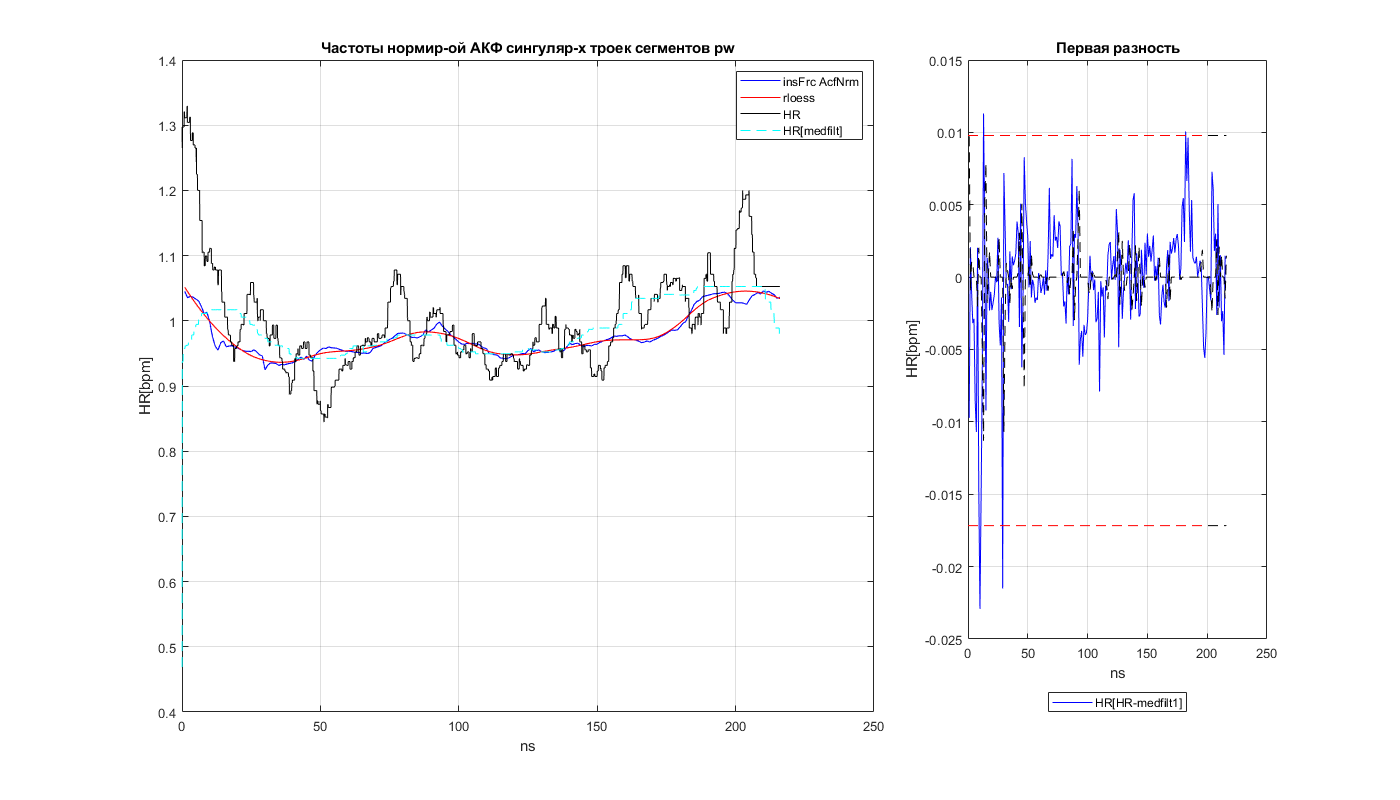 Частоты нормир-ой АКФ сингуляр-х троек сегментов pw
1.4
1.3
1.2
1.1
1
0.9
0.8
0.7
0.6
0.5
0.4
HR[bpm]
0 50 100 150 200 250
ns
insFrc AcfNrm
rloess
HR
HR[medfilt]
Первая разность
0.015
0.01
0.005
0
-0.005
-0.01
-0.015
-0.02
-0.025
HR[bpm]
0 50 100 150 200 250
ns
HR[HR-medfilt1]